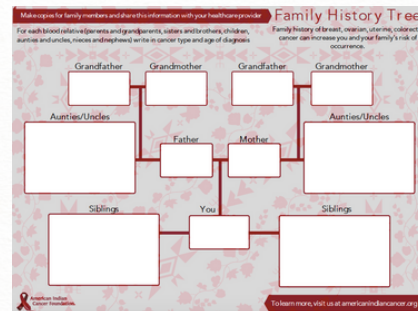 Make copies for family members and share this information with your healthcare provider
Family History Tree
For each blood relative (parents and grandparents, sisters and brothers, children,
aunties and uncles, nieces and nephews) write in cancer type and age of diagnosis
Family history of breast, ovarian, uterine, colorect
cancer can increase you and your family's risk of
occurrence.
Grandfather
Grandmother
Grandfather
Grandmother
Aunties/Uncles
Aunties/Uncles
Father
Mother
Siblings
You
Siblings
American Indian
Cancer Foundation
To learn more, visit us at americanindiancancer.org